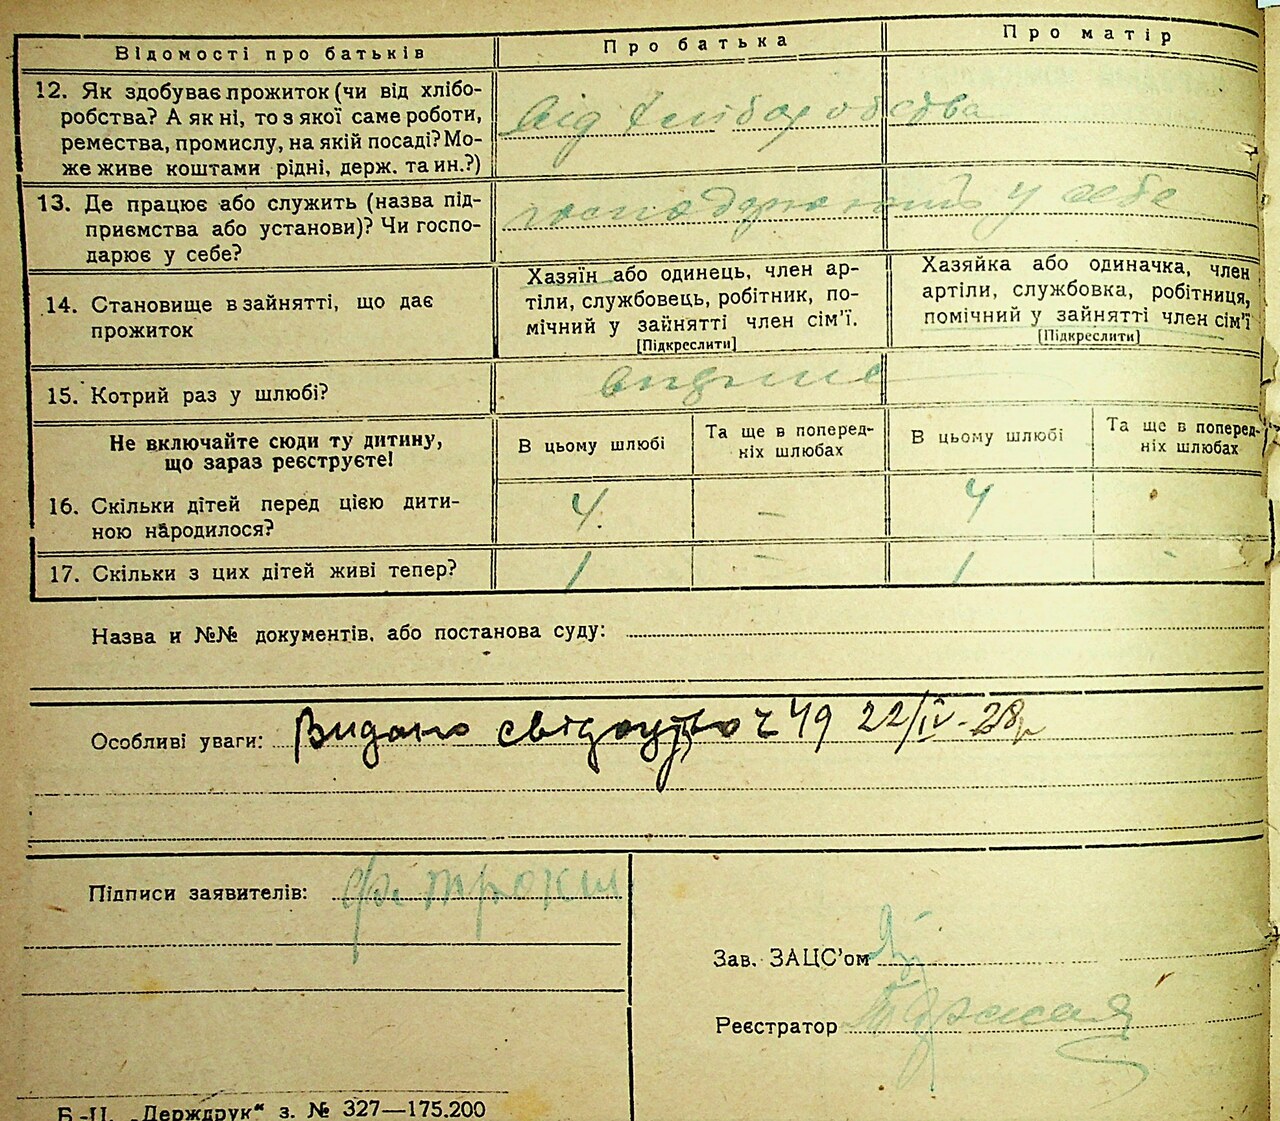 Відомості про батьків
Про батька
Про матір
12. Як здобуває прожиток (чи від хлібо-
робства? А як ні, то з якої саме роботи,
ремества, промислу, на якій посаді? Мо-
же живе коштами рідні, держ. та ин.?)
від хліборобства
13. Де працює або служить (назва під-
приємства або установи)? Чи госпо-
дарює у себе?
у себе
14. Становище в зайнятті, що дає
прожиток
Хазяїн або одинець, член ар-
тіли, службовець, робітник, по-
мічний у зайнятті член сім'ї.
[Підкреслити]
Хазяйка або одиначка, член
артіли, службовка, робітниця,
помічний у зайнятті член сім'ї
[Підкреслити]
15. Котрий раз у шлюбі?
Не включайте сюди ту дитину,
що зараз реєструєте!
В цьому шлюбі
Та ще в поперед-
ніх шлюбах
В цьому шлюбі
Та ще в поперед-
ніх шлюбах
16. Скільки дітей перед цією дити-
ною народилося?
4 – 4
17. Скільки з цих дітей живі тепер?
1 – 1 -
Назва и №№ документів, або постанова суду:
Особливі уваги: Видано свідоцтво ч 49 22/IV-28р
Підписи заявителів:
Зав. ЗАЦС'ом
Реєстратор
Б.-Ц. „Держдрук" з. № 327—175.200